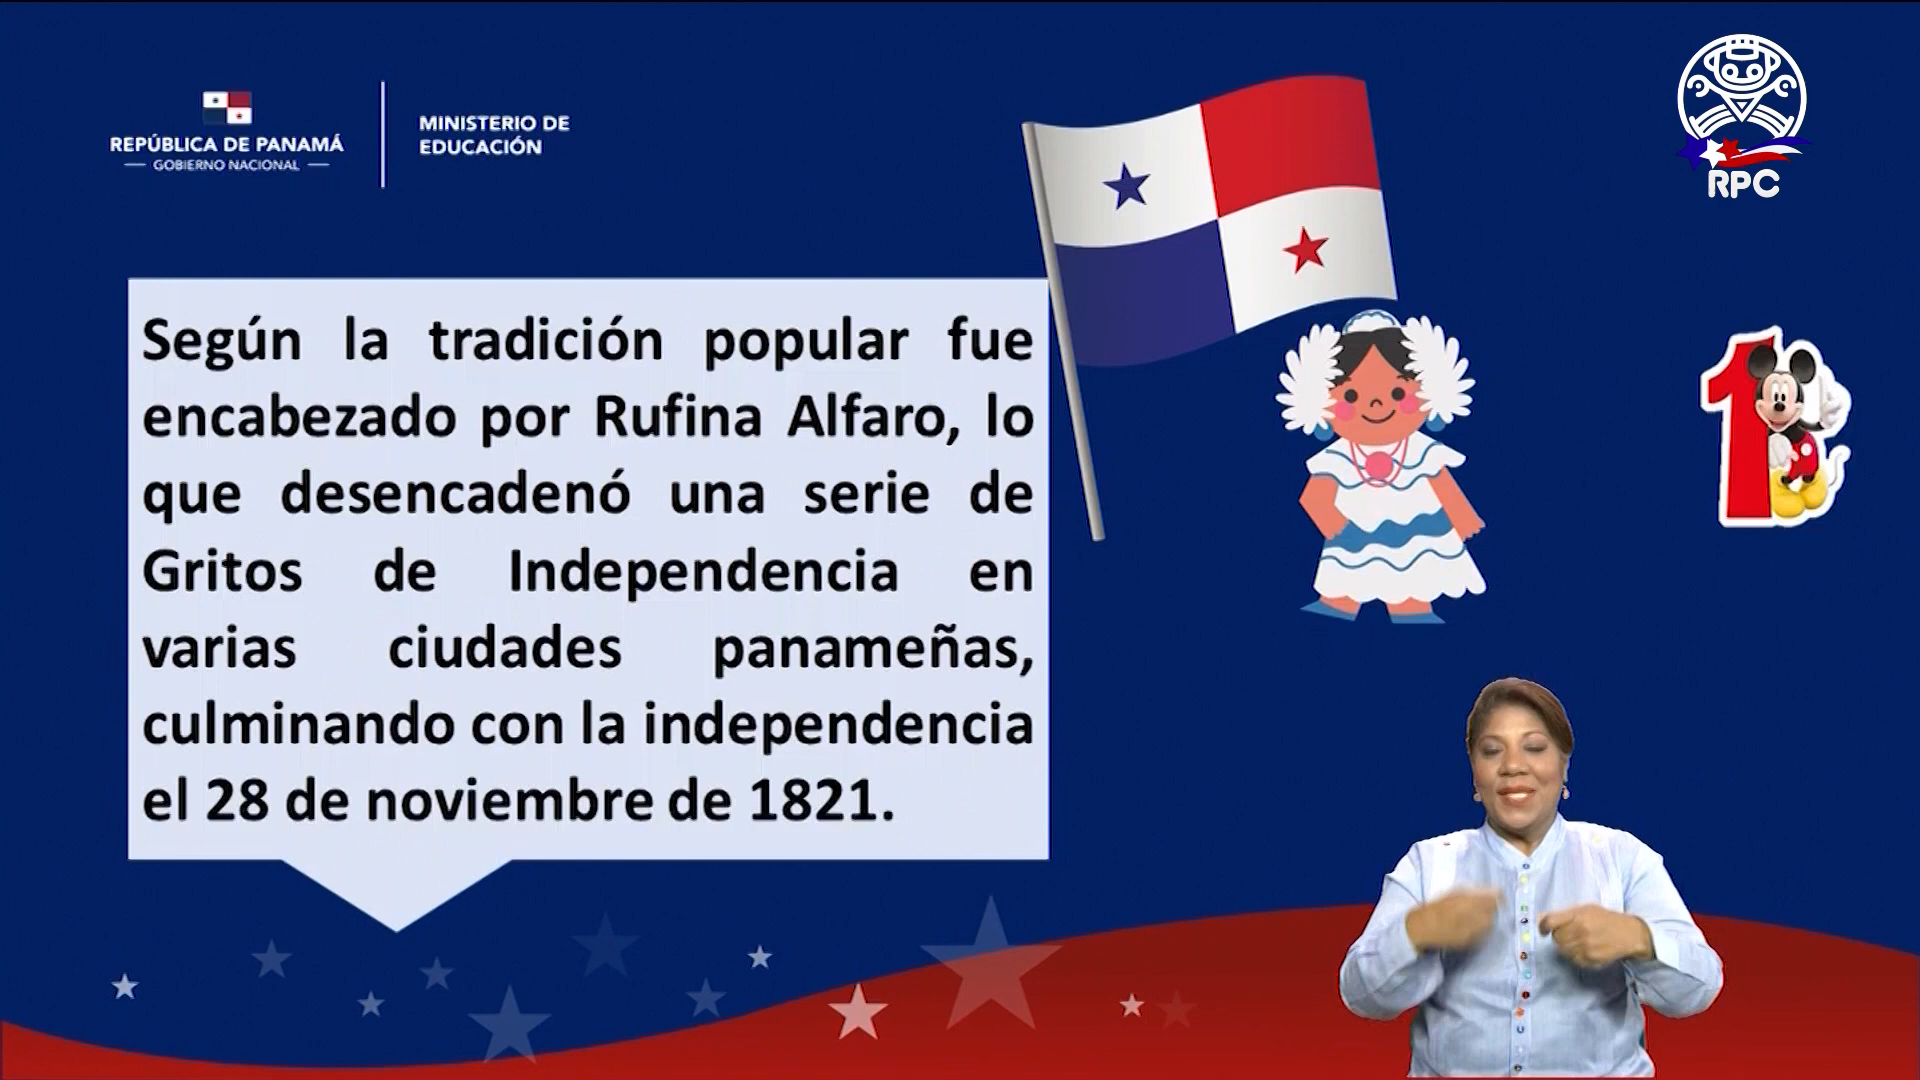 REPÚBLICA DE PANAMÁ
GOBIERNO NACIONAL
MINISTERIO DE
EDUCACIÓN
RPC
Según la tradición popular fue
encabezado por Rufina Alfaro, lo
que desencadenó una serie de
Gritos de Independencia en
varias ciudades panameñas,
culminando con la independencia
el 28 de noviembre de 1821.
1